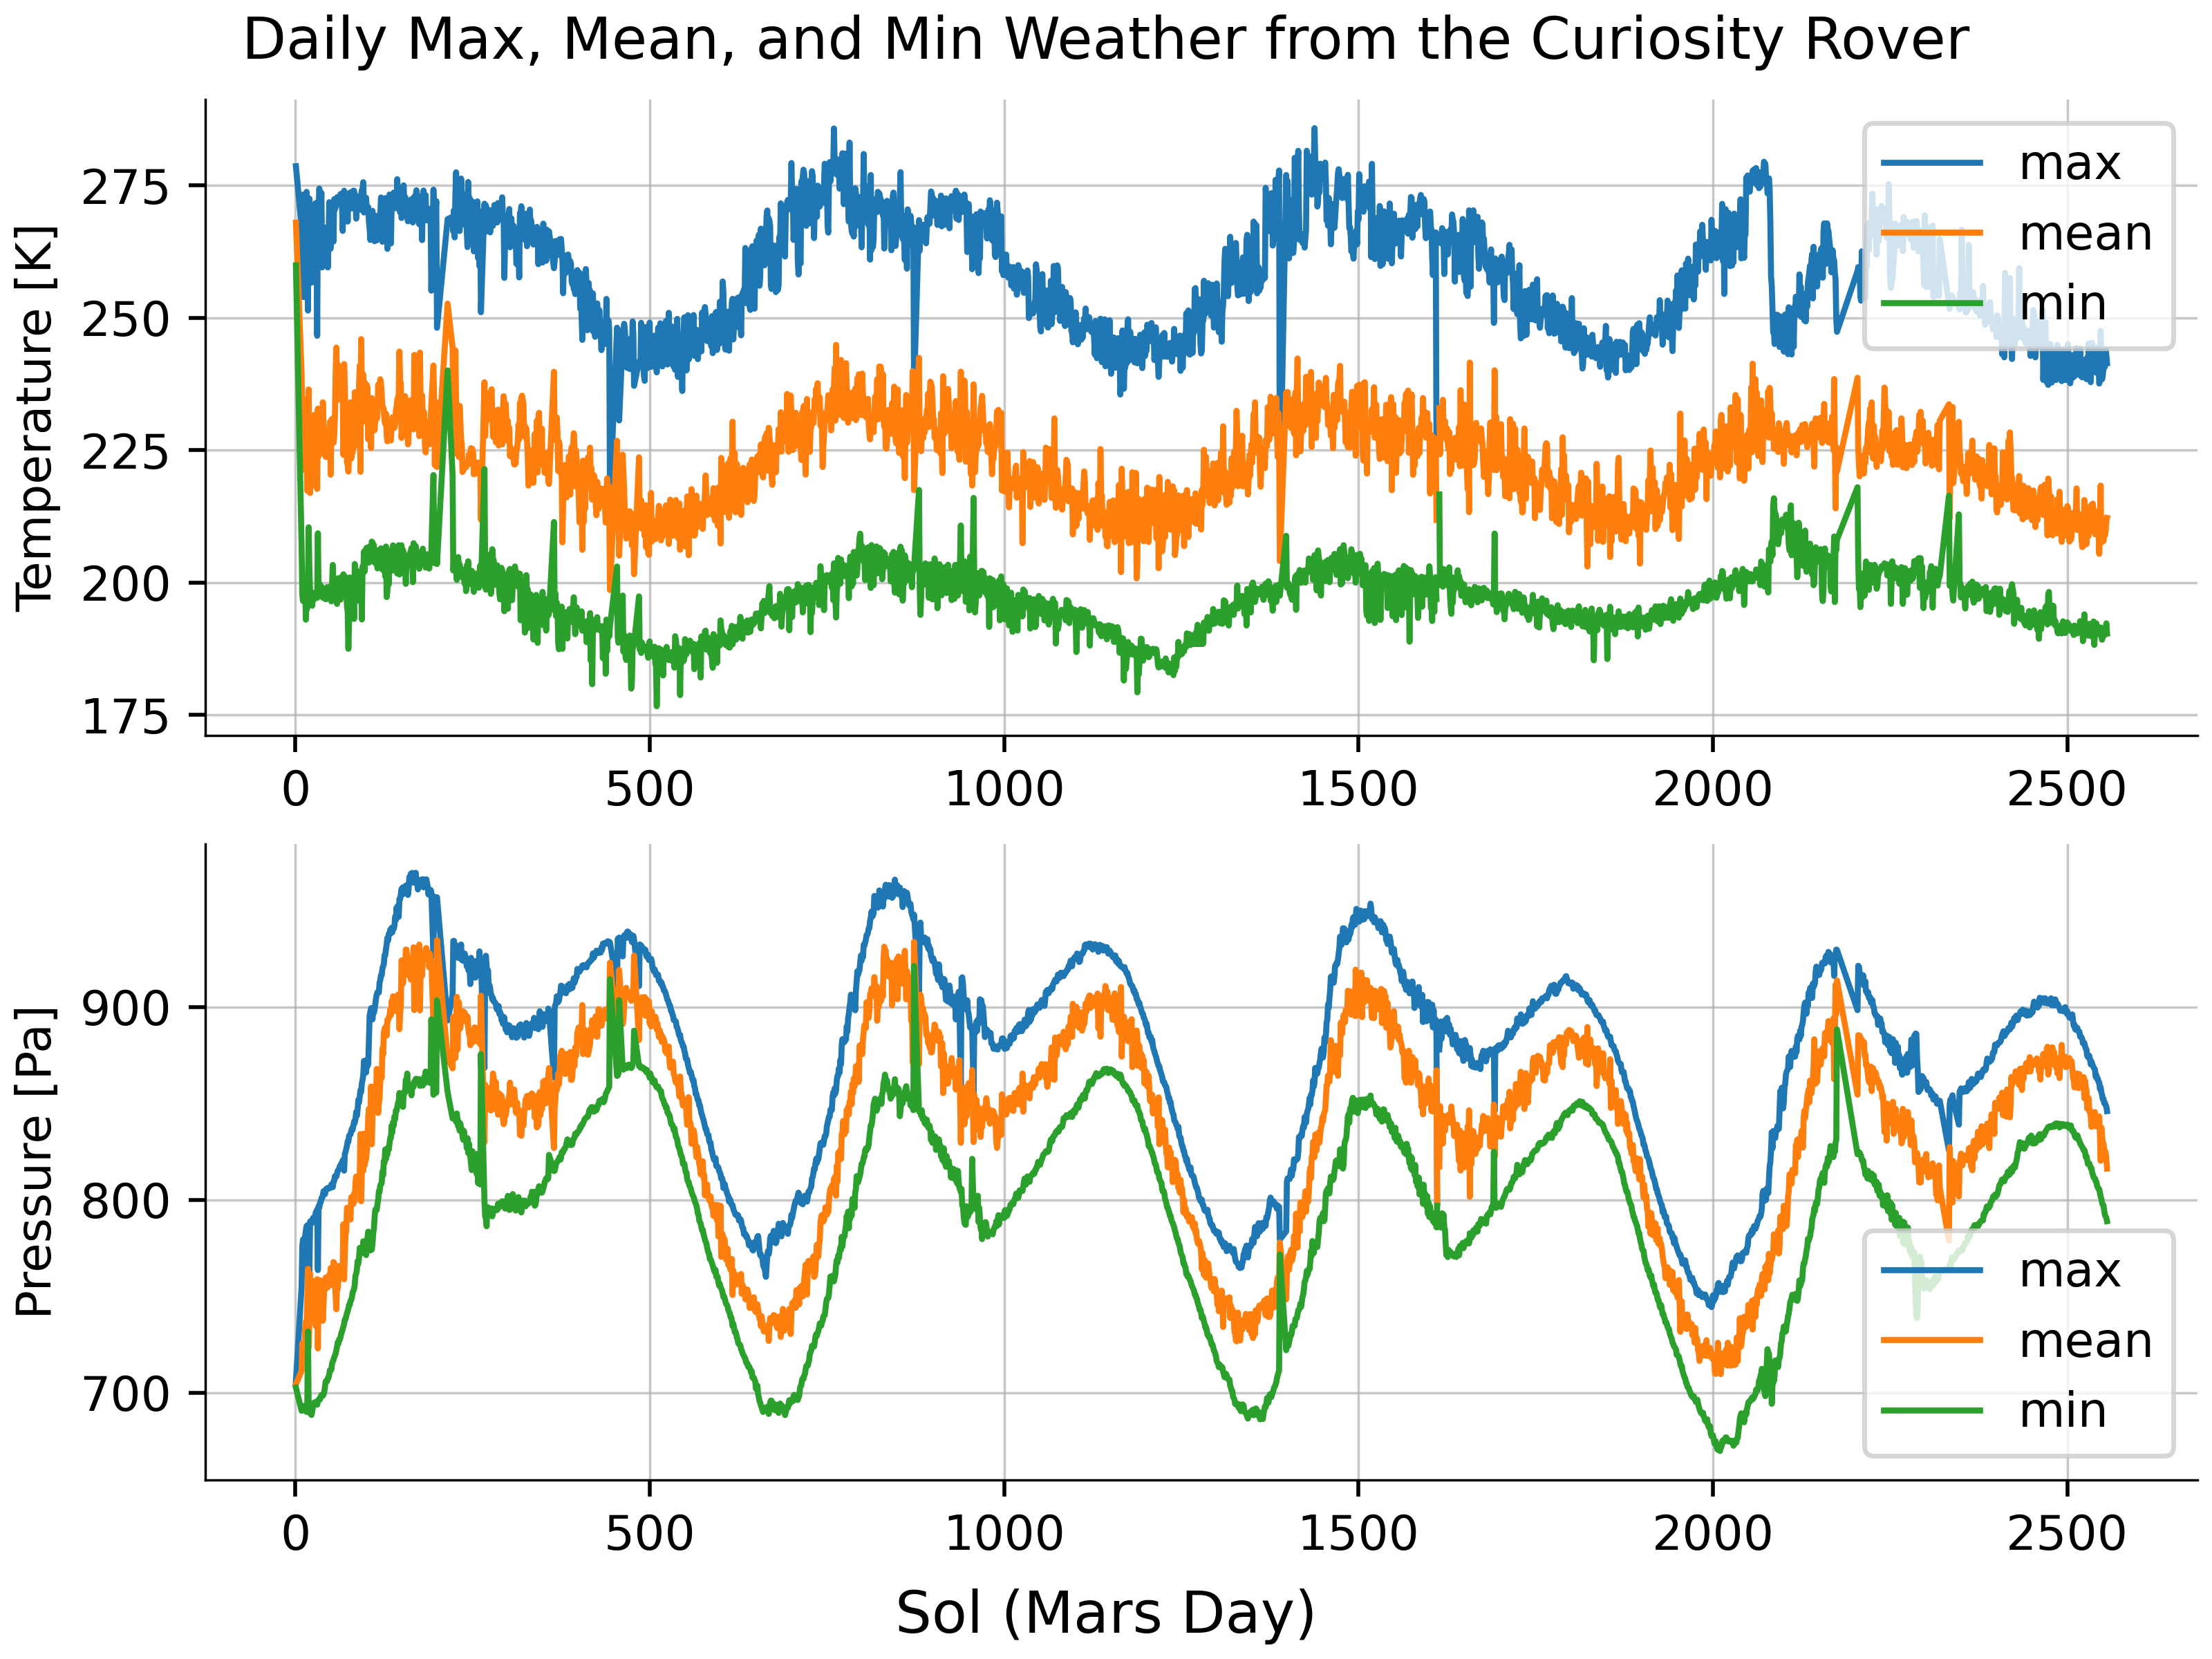 Daily Max, Mean, and Min Weather from the Curiosity Rover
Temperature [K]
275
250
225
200
175
0 500 1000 1500 2000 2500
max
mean
min
Pressure [Pa]
900
800
700
0 500 1000 1500 2000 2500
max
mean
min
Sol (Mars Day)